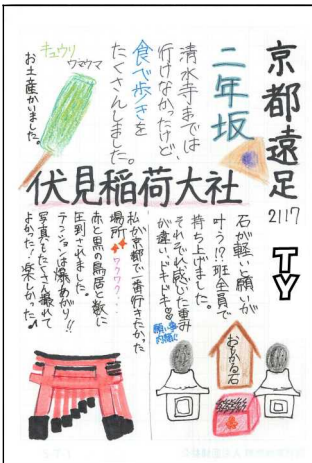 京都遠足
2117
TY
二年坂
清水寺までは
行けなかったけど、
食べ歩きを
たくさんしました。
キュウリ
ウマウマ
お土産かいました。
伏見稲荷大社
石が軽いと願いが
叶う!?班全員で
持ち上げました。
それぞれ感じた重み
が違い、ドキドキ
願い事
内緒に
おもかる石
私が京都で一番行きたかった
場所
ワクワク・・
赤と黒の鳥居と数に
圧到されました。
テンションは爆あがり!!
写真もたくさん撮れて
よかった!楽しかった♪